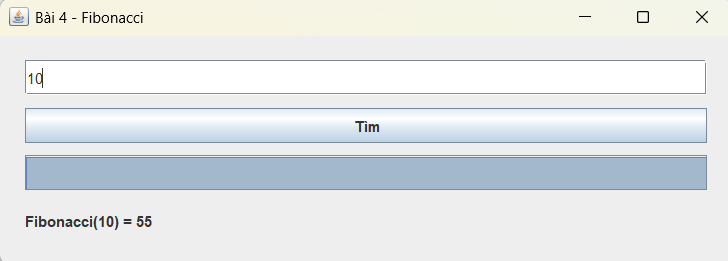 Bài 4 - Fibonacci
10
Tìm
Fibonacci(10) = 55